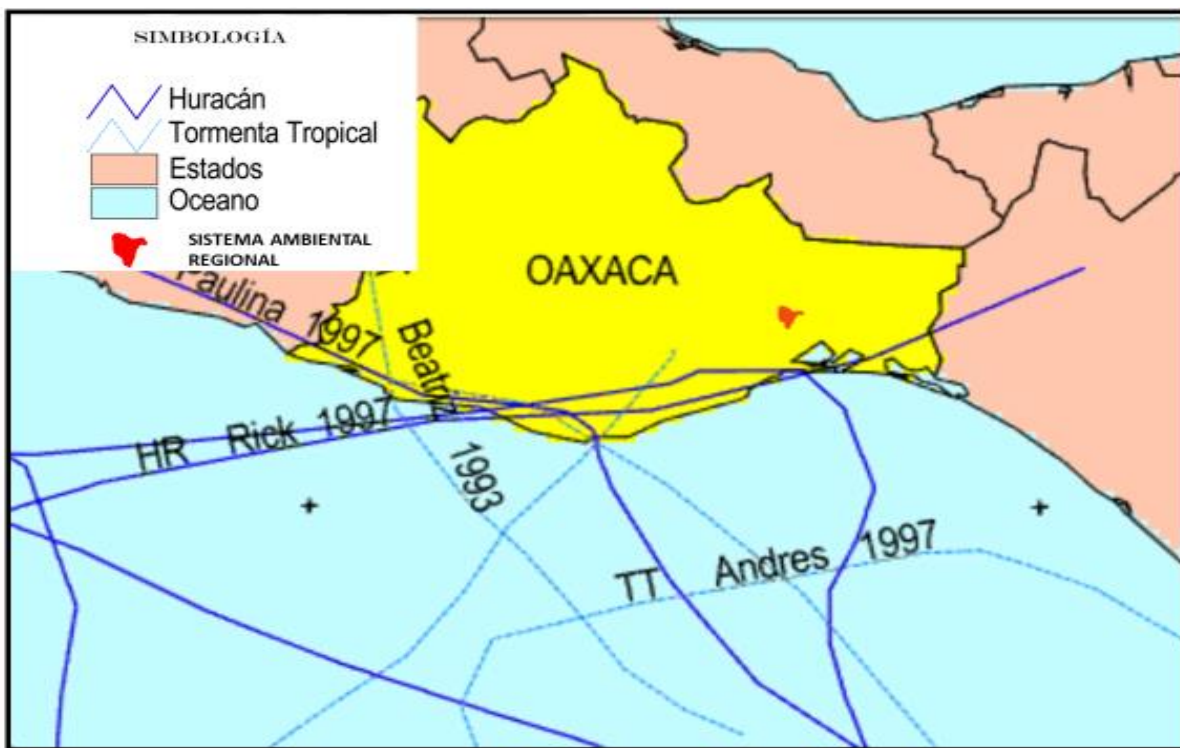 SIMBOLOGÍA
Huracán
Tormenta Tropical
Estados
Oceano
SISTEMA AMBIENTAL
REGIONAL
OAXACA
Paulina 1997
Beatriz 1993
HR Rick 1997
TT Andres 1997